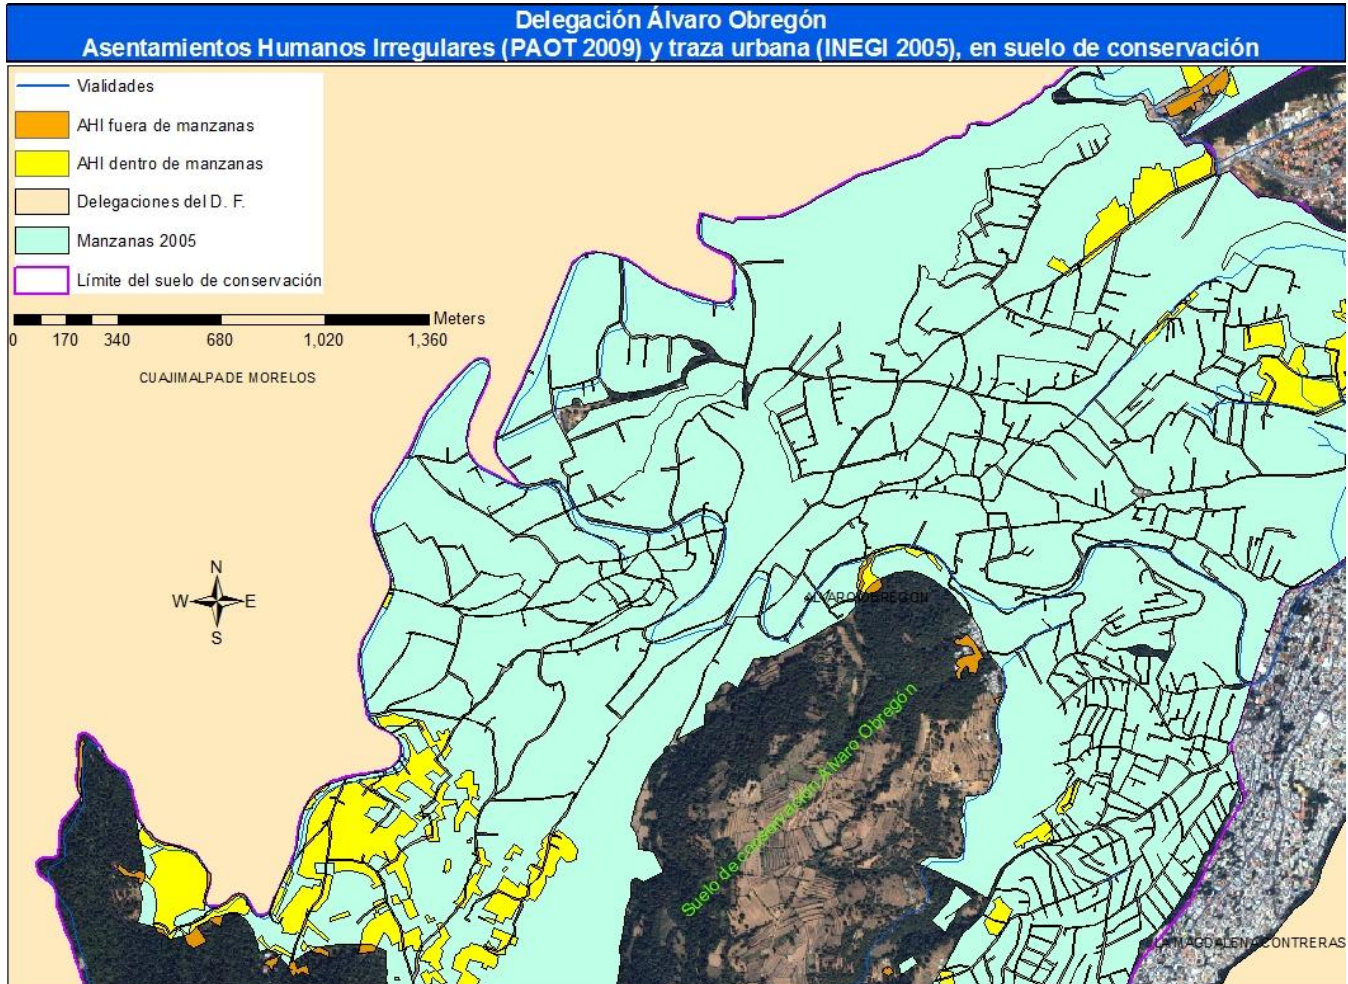 Delegación Álvaro Obregón
Asentamientos Humanos Irregulares (PAOT 2009) y traza urbana (INEGI 2005), en suelo de conservación
Vialidades
AHI fuera de manzanas
AHI dentro de manzanas
Delegaciones del D. F.
Manzanas 2005
Límite del suelo de conservación
Meters
0 170 340 680 1,020 1,360
CUAJIMALPA DE MORELOS
N
W E
S
ALVARO OBREGON
Suelo de conservación Álvaro Obregón
LA MAGDALENA CONTRERAS